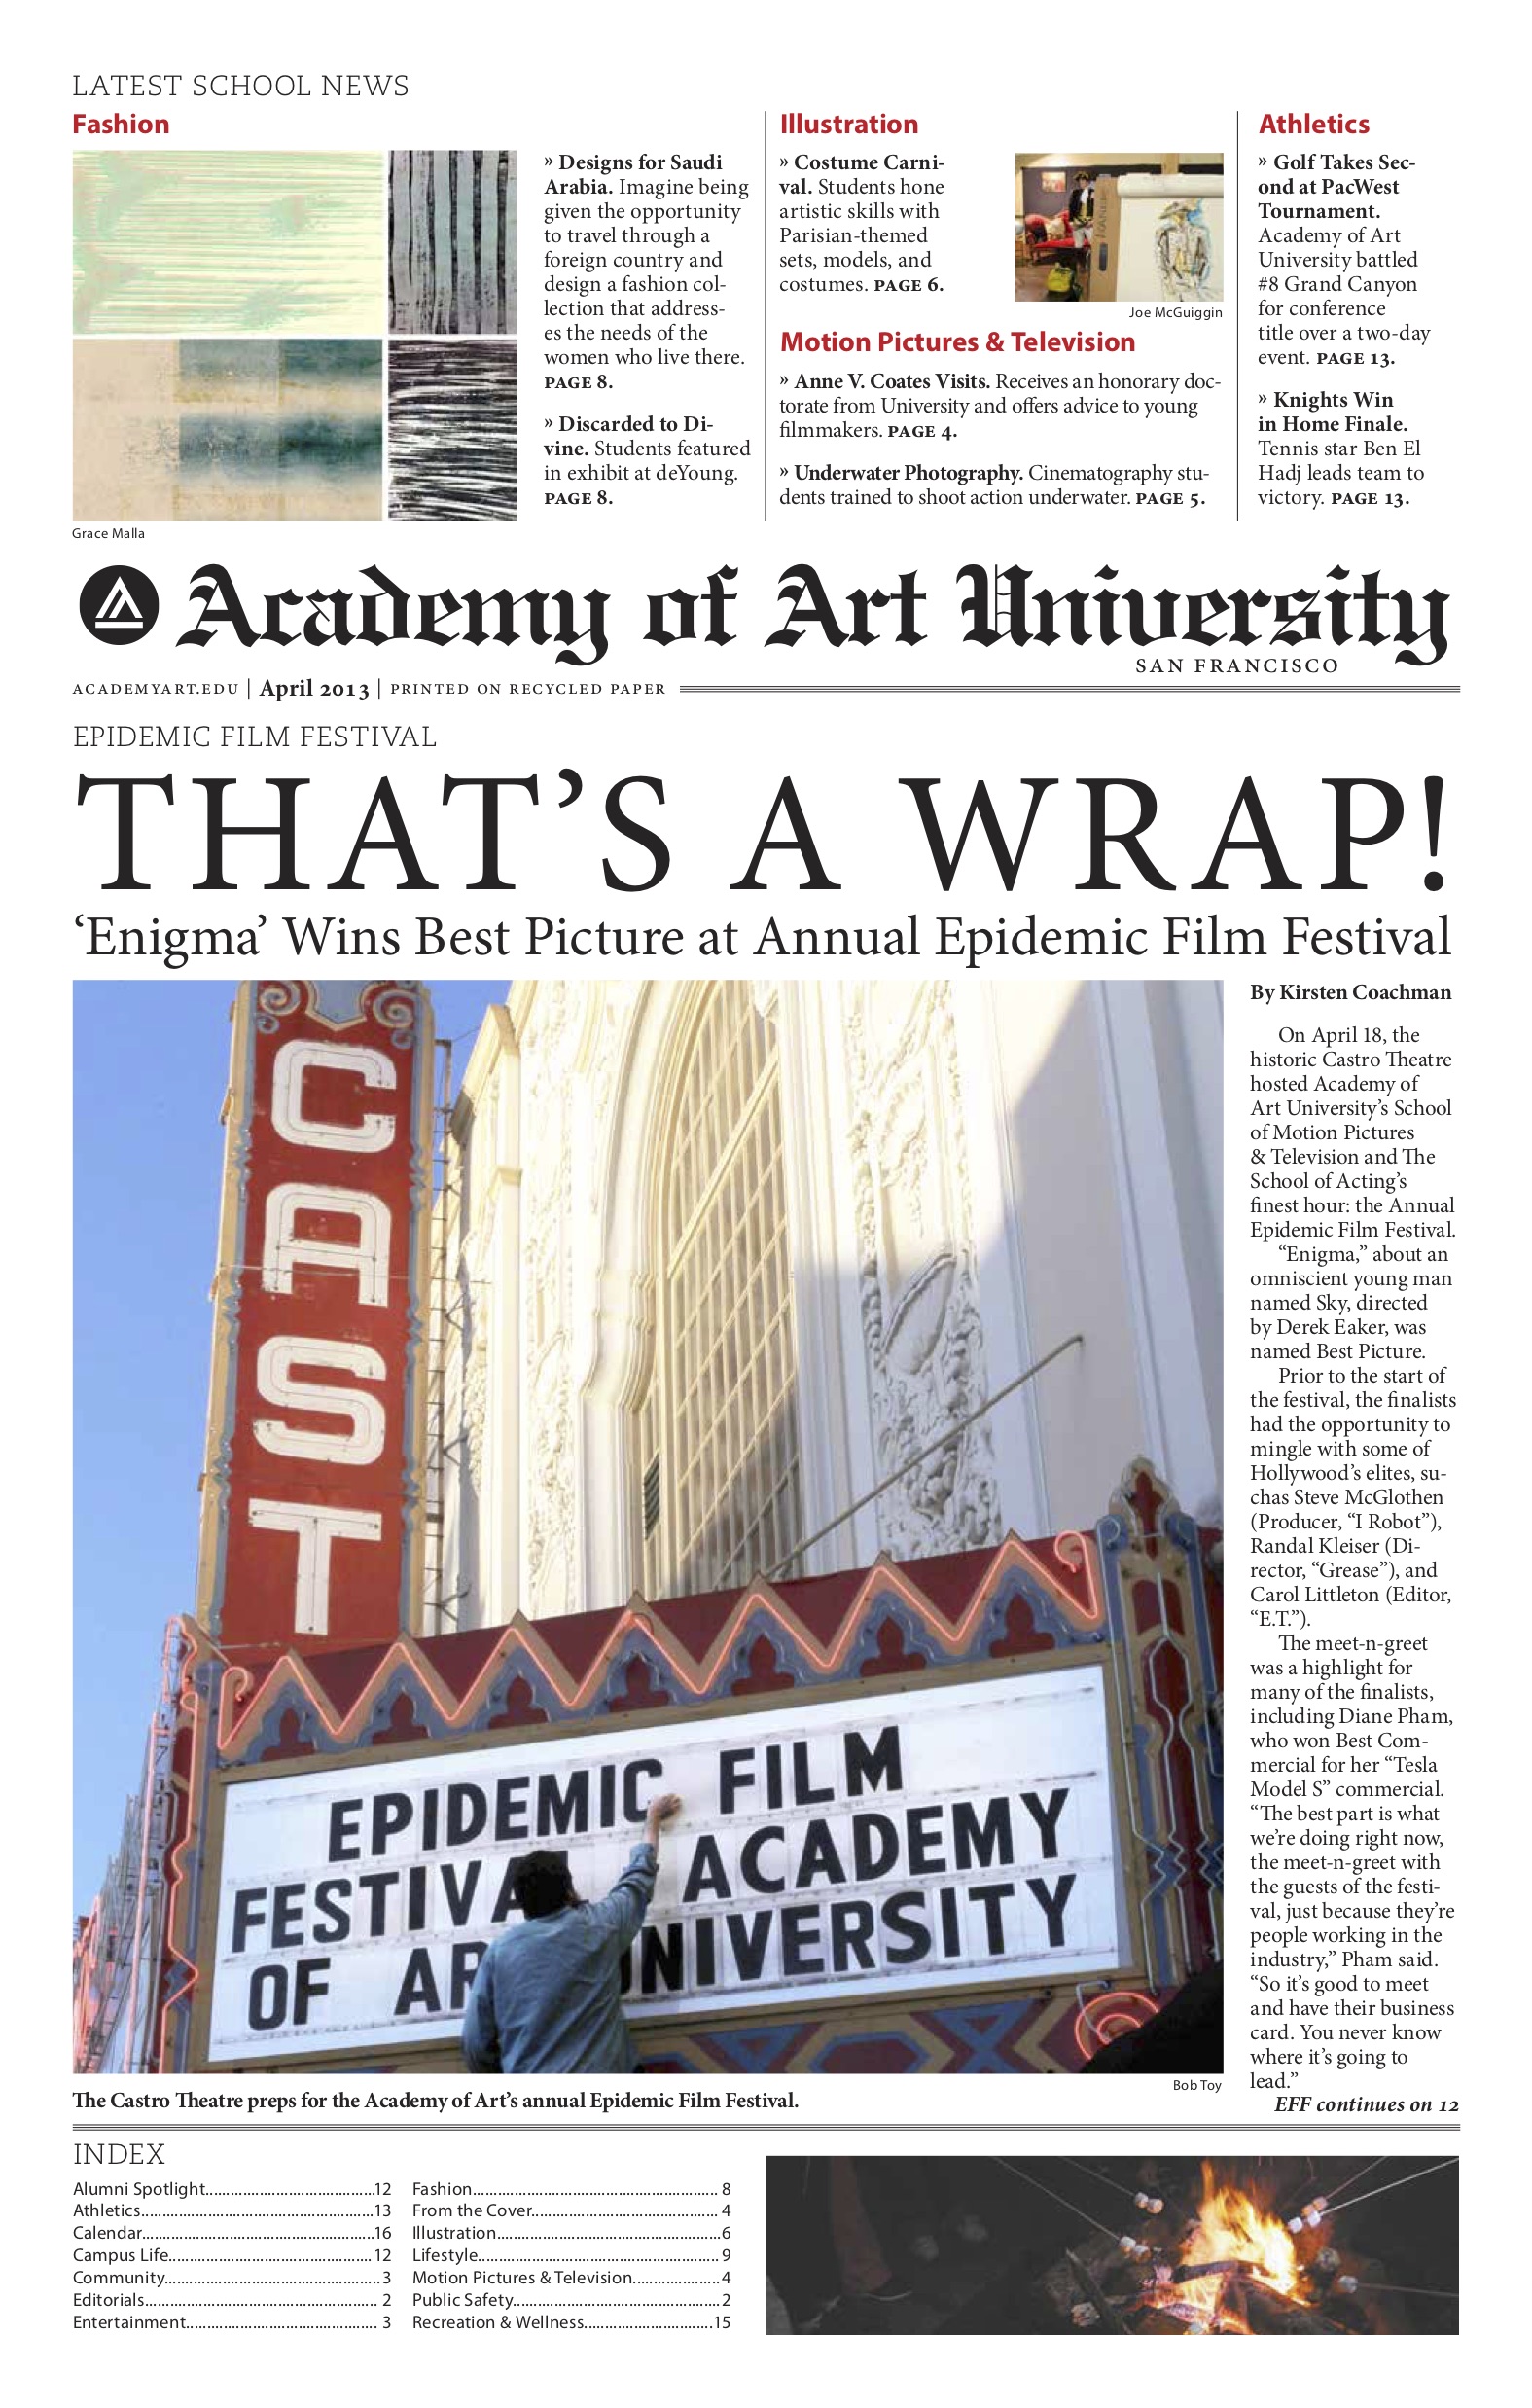 LATEST SCHOOL NEWS
Fashion
» Designs for Saudi
Arabia. Imagine being
given the opportunity
to travel through a
foreign country and
design a fashion col-
lection that address-
es the needs of the
women who live there.
PAGE 8.
» Discarded to Di-
vine. Students featured
in exhibit at deYoung.
PAGE 8.
Grace Malla
Illustration
» Costume Carni-
val. Students hone
artistic skills with
Parisian-themed
sets, models, and
costumes. PAGE 6.
Joe McGuiggin
Motion Pictures & Television
» Anne V. Coates Visits. Receives an honorary doc-
torate from University and offers advice to young
filmmakers. PAGE 4.
» Underwater Photography. Cinematography stu-
dents trained to shoot action underwater. PAGE 5.
Athletics
» Golf Takes Sec-
ond at PacWest
Tournament.
Academy of Art
University battled
#8 Grand Canyon
for conference
title over a two-day
event. PAGE 13.
» Knights Win
in Home Finale.
Tennis star Ben El
Hadj leads team to
victory. PAGE 13.
Academy of Art University
SAN FRANCISCO
ACADEMYART.EDU | April 2013 | PRINTED ON RECYCLED PAPER
EPIDEMIC FILM FESTIVAL
THAT'S A WRAP!
‘Enigma’ Wins Best Picture at Annual Epidemic Film Festival
CAST
EPIDEMIC FILM
FESTIVAL ACADEMY
OF AR NIVERSITY
Bob Toy
The Castro Theatre preps for the Academy of Art’s annual Epidemic Film Festival.
By Kirsten Coachman
On April 18, the
historic Castro Theatre
hosted Academy of
Art University’s School
of Motion Pictures
& Television and The
School of Acting’s
finest hour: the Annual
Epidemic Film Festival.
“Enigma,” about an
omniscient young man
named Sky, directed
by Derek Eaker, was
named Best Picture.
Prior to the start of
the festival, the finalists
had the opportunity to
mingle with some of
Hollywood’s elites, su-
chas Steve McGlothen
(Producer, “I Robot”),
Randal Kleiser (Di-
rector, “Grease”), and
Carol Littleton (Editor,
“E.T.”).
The meet-n-greet
was a highlight for
many of the finalists,
including Diane Pham,
who won Best Com-
mercial for her “Tesla
Model S” commercial.
“The best part is what
we’re doing right now,
the meet-n-greet with
the guests of the festi-
val, just because they’re
people working in the
industry,” Pham said.
“So it’s good to meet
and have their business
card. You never know
where it’s going to
lead.”
EFF continues on 12
INDEX
Alumni Spotlight....................................12
Athletics.................................................13
Calendar.................................................16
Campus Life............................................12
Community..............................................3
Editorials..................................................2
Entertainment..........................................3
Fashion....................................................8
From the Cover........................................4
Illustration................................................6
Lifestyle....................................................9
Motion Pictures & Television.....................4
Public Safety............................................2
Recreation & Wellness...............................15